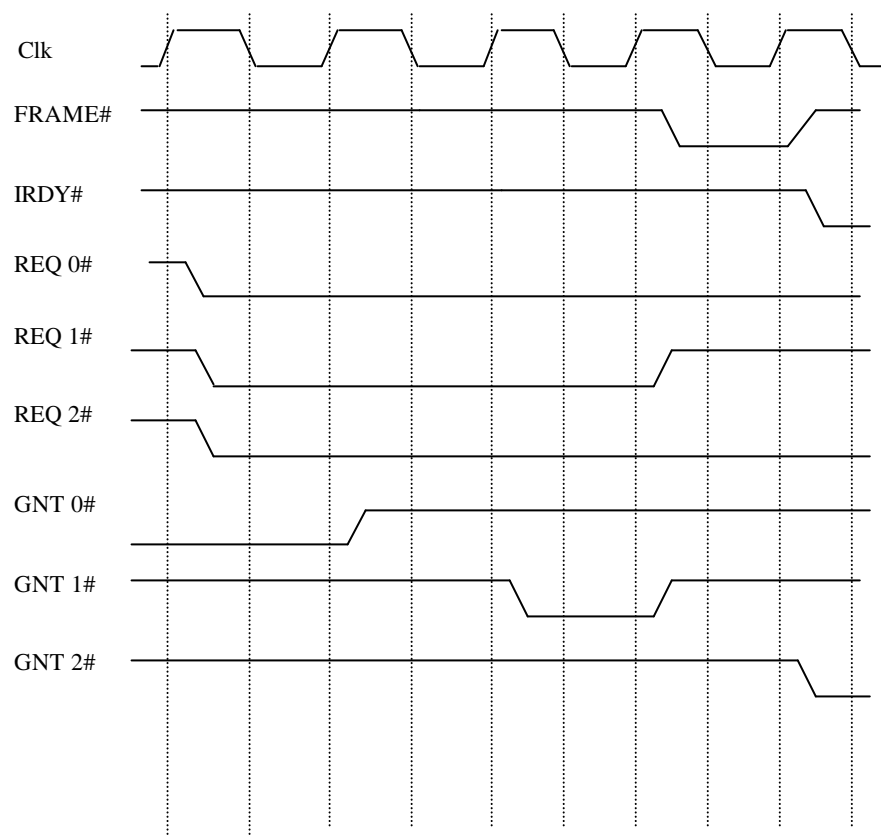 Clk
FRAME#
IRDY#
REQ 0#
REQ 1#
REQ 2#
GNT 0#
GNT 1#
GNT 2#